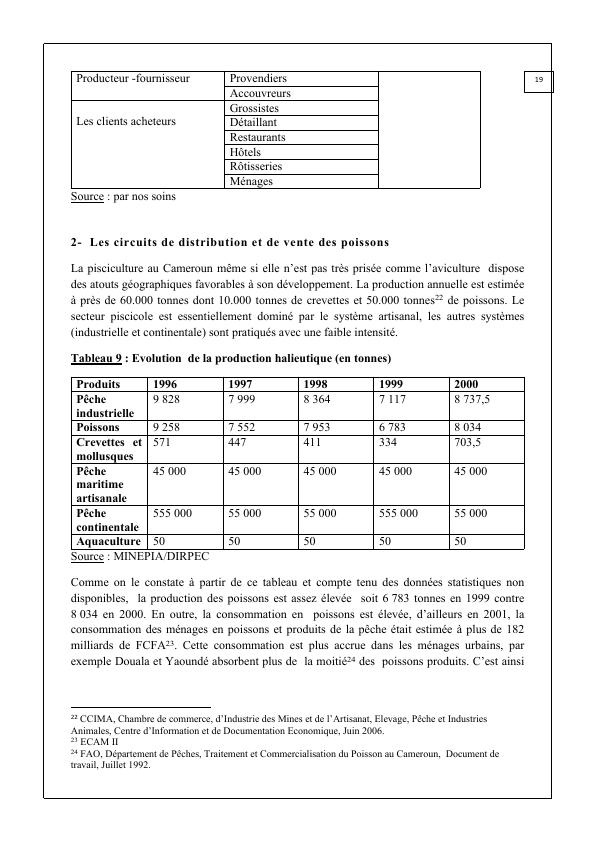 19
Producteur -fournisseur Provendiers
Accouvreurs
Les clients acheteurs
Grossistes
Détaillant
Restaurants
Hôtels
Rôtisseries
Ménages
Source : par nos soins
2- Les circuits de distribution et de vente des poissons
La pisciculture au Cameroun même si elle n’est pas très prisée comme l’aviculture dispose
des atouts géographiques favorables à son développement. La production annuelle est estimée
à près de 60.000 tonnes dont 10.000 tonnes de crevettes et 50.000 tonnes²² de poissons. Le
secteur piscicole est essentiellement dominé par le système artisanal, les autres systèmes
(industrielle et continentale) sont pratiqués avec une faible intensité.
Tableau 9 : Evolution de la production halieutique (en tonnes)
Produits 1996 1997 1998 1999 2000
Pêche 9 828 7 999 8 364 7 117 8 737,5
industrielle
Poissons 9 258 7 552 7 953 6 783 8 034
Crevettes et 571 447 411 334 703,5
mollusques
Pêche 45 000 45 000 45 000 45 000 45 000
maritime
artisanale
Pêche 555 000 55 000 55 000 555 000 55 000
continentale
Aquaculture 50 50 50 50 50
Source : MINEPIA/DIRPEC
Comme on le constate à partir de ce tableau et compte tenu des données statistiques non
disponibles, la production des poissons est assez élevée soit 6 783 tonnes en 1999 contre
8 034 en 2000. En outre, la consommation en poissons est élevée, d’ailleurs en 2001, la
consommation des ménages en poissons et produits de la pêche était estimée à plus de 182
milliards de FCFA²³. Cette consommation est plus accrue dans les ménages urbains, par
exemple Douala et Yaoundé absorbent plus de la moitié²⁴ des poissons produits. C’est ainsi
²² CCIMA, Chambre de commerce, d’Industrie des Mines et de l’Artisanat, Elevage, Pêche et Industries
Animales, Centre d’Information et de Documentation Economique, Juin 2006.
²³ ECAM II
²⁴ FAO, Département de Pêches, Traitement et Commercialisation du Poisson au Cameroun, Document de
travail, Juillet 1992.